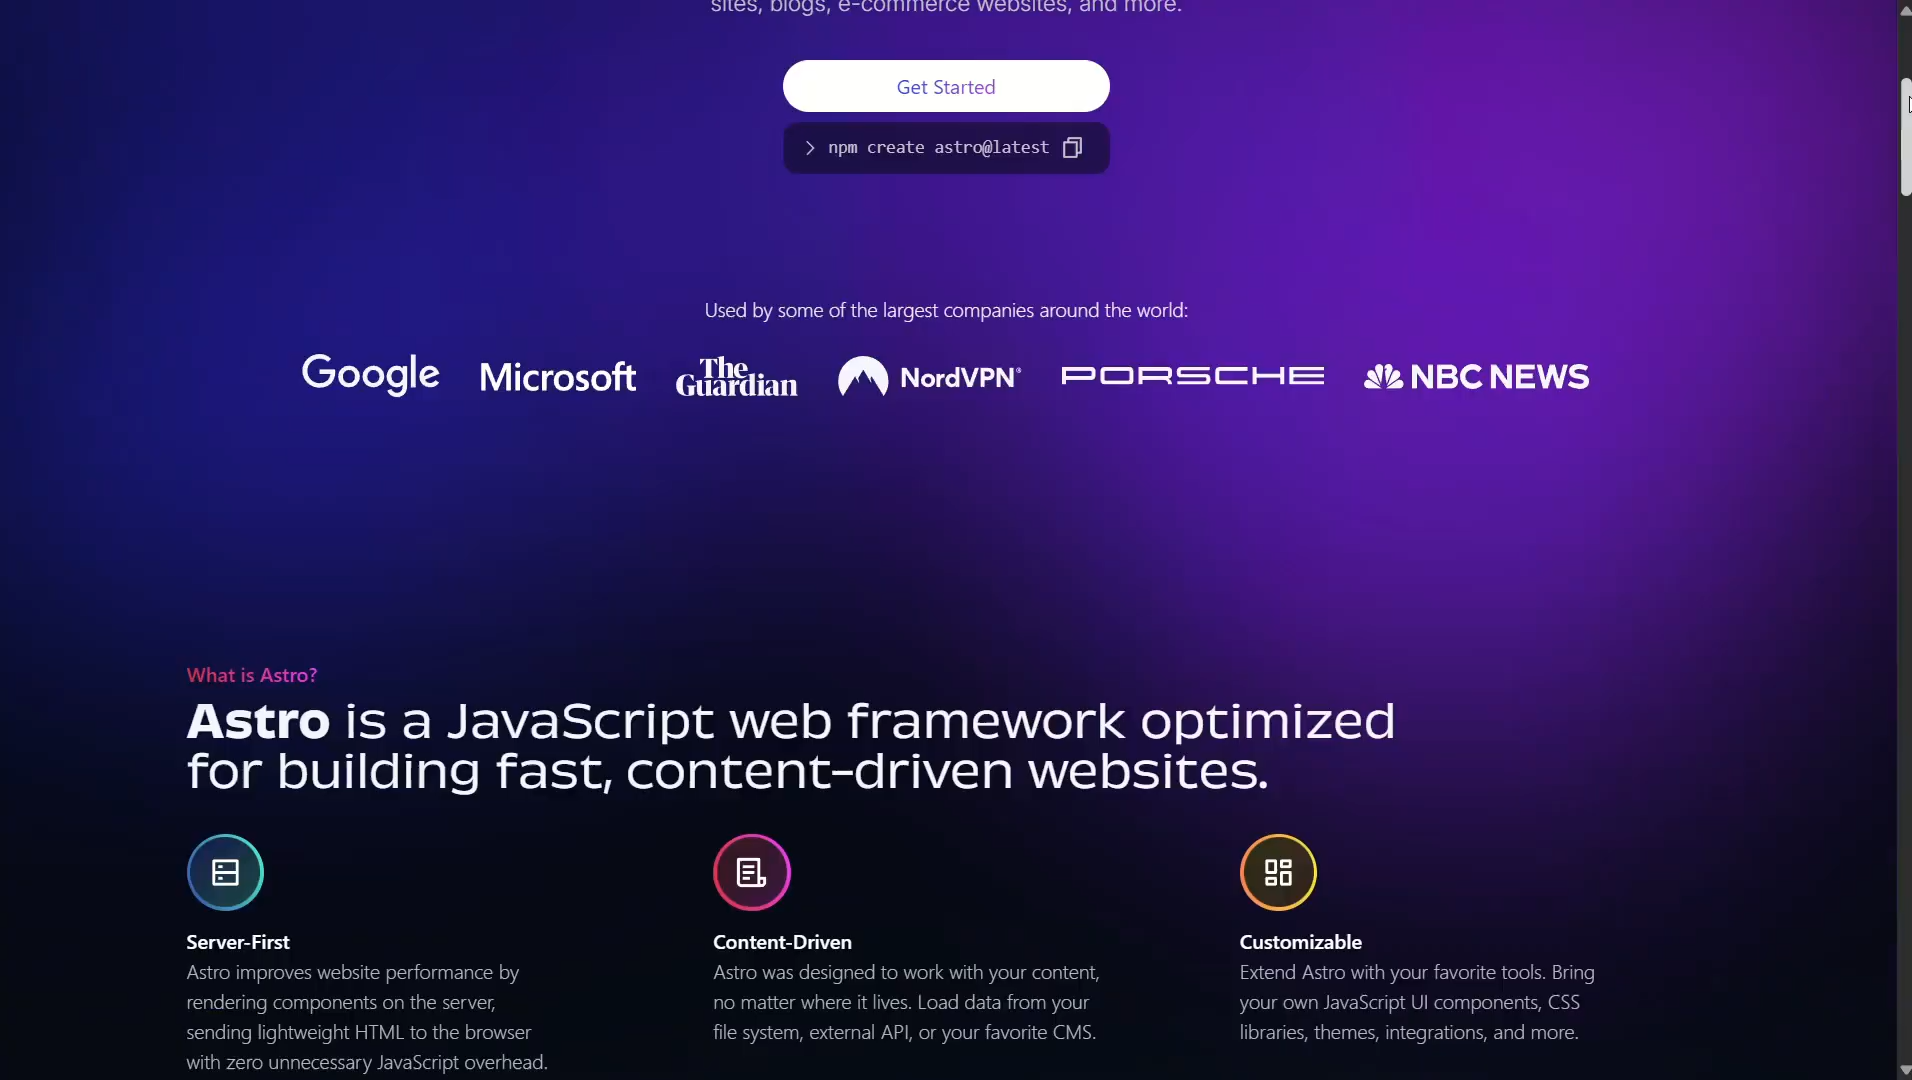 sites, blogs, e-commerce websites, and more.
Get Started
npm create astro@latest
Used by some of the largest companies around the world:
Google
Microsoft
The
Guardian
NordVPN®
PORSCHE
NBC NEWS
What is Astro?
Astro is a JavaScript web framework optimized
for building fast, content-driven websites.
Server-First
Astro improves website performance by
rendering components on the server,
sending lightweight HTML to the browser
with zero unnecessary JavaScript overhead.
Content-Driven
Astro was designed to work with your content,
no matter where it lives. Load data from your
file system, external API, or your favorite CMS.
Customizable
Extend Astro with your favorite tools. Bring
your own JavaScript UI components, CSS
libraries, themes, integrations, and more.